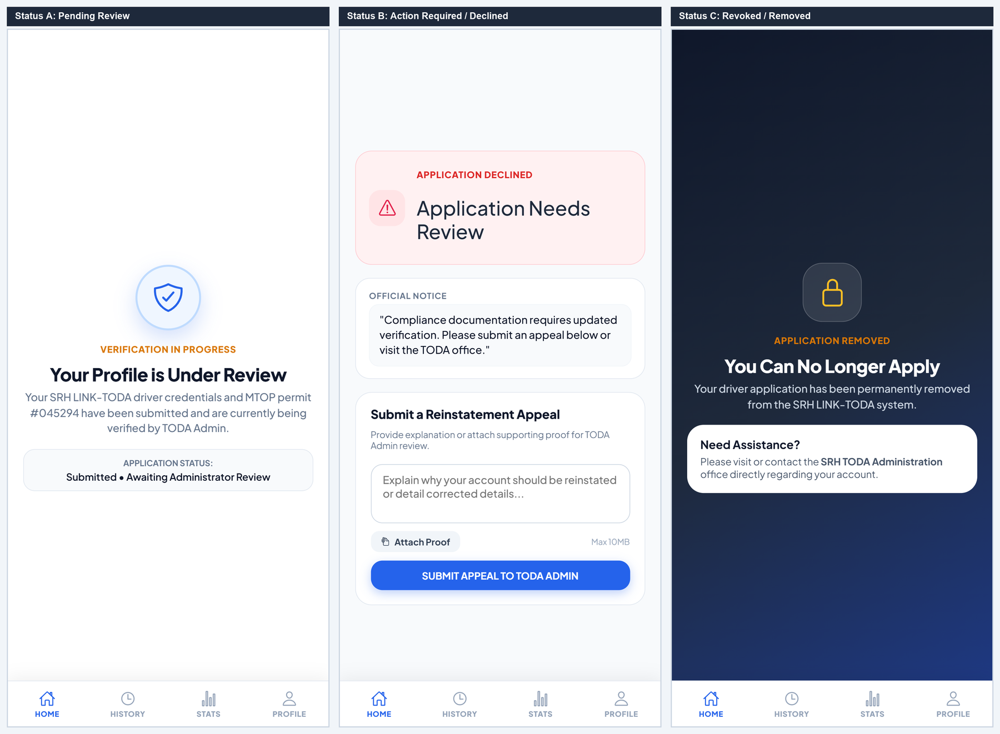 Status A: Pending Review
VERIFICATION IN PROGRESS
Your Profile is Under Review
Your SRH LINK-TODA driver credentials and MTOP permit
#045294 have been submitted and are currently being
verified by TODA Admin.
APPLICATION STATUS:
Submitted • Awaiting Administrator Review
HOME
HISTORY
STATS
PROFILE
Status B: Action Required / Declined
APPLICATION DECLINED
Application Needs
Review
OFFICIAL NOTICE
"Compliance documentation requires updated
verification. Please submit an appeal below or
visit the TODA office."
Submit a Reinstatement Appeal
Provide explanation or attach supporting proof for TODA
Admin review.
Explain why your account should be reinstated
or detail corrected details...
Attach Proof
Max 10MB
SUBMIT APPEAL TO TODA ADMIN
HOME
HISTORY
STATS
PROFILE
Status C: Revoked / Removed
APPLICATION REMOVED
You Can No Longer Apply
Your driver application has been permanently removed
from the SRH LINK-TODA system.
Need Assistance?
Please visit or contact the SRH TODA Administration
office directly regarding your account.
HOME
HISTORY
STATS
PROFILE